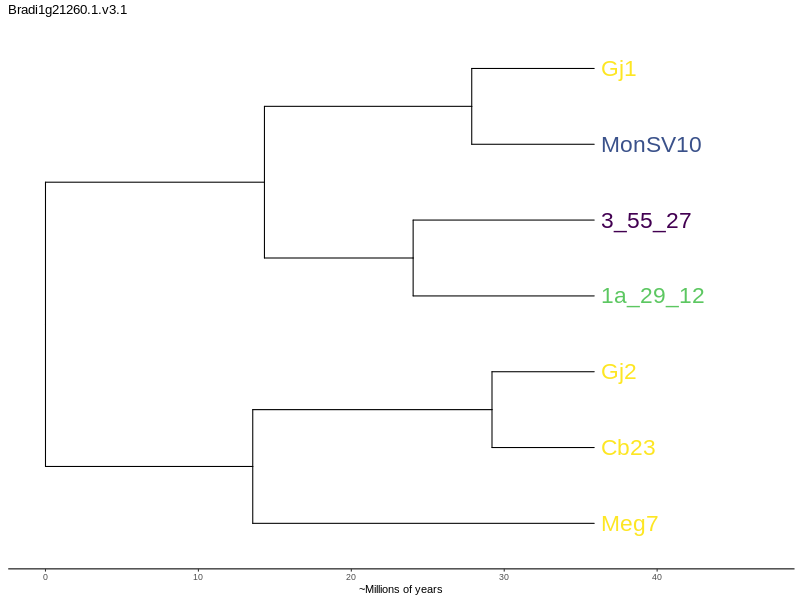 Bradi1g21260.1.v3.1
Gj1
MonSV10
3_55_27
1a_29_12
Gj2
Cb23
Meg7
0 10 20 30 40
~Millions of years